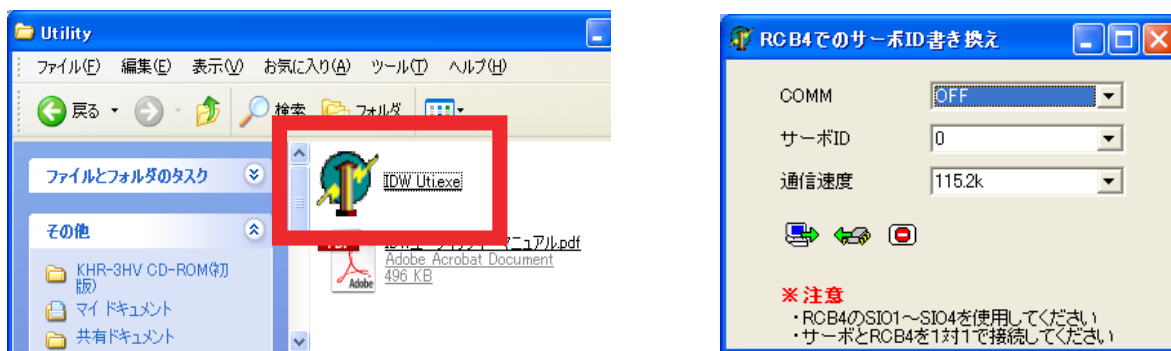 Utility
ファイル(F) 編集(E) 表示(V) お気に入り(A) ツール(T) ヘルプ(H)
戻る 検索 フォルダ
ファイルとフォルダのタスク
その他
KHR-3HV CD-ROM(初版)
マイ ドキュメント
共有ドキュメント
IDW Uti.exe
マニュアル.pdf
Adobe Acrobat Document
496 KB
Adobe
RCB4でのサーボID書き換え
COMM OFF
サーボID 0
通信速度 115.2k
※注意
・RCB4のSIO1～SIO4を使用してください
・サーボとRCB4を1対1で接続してください